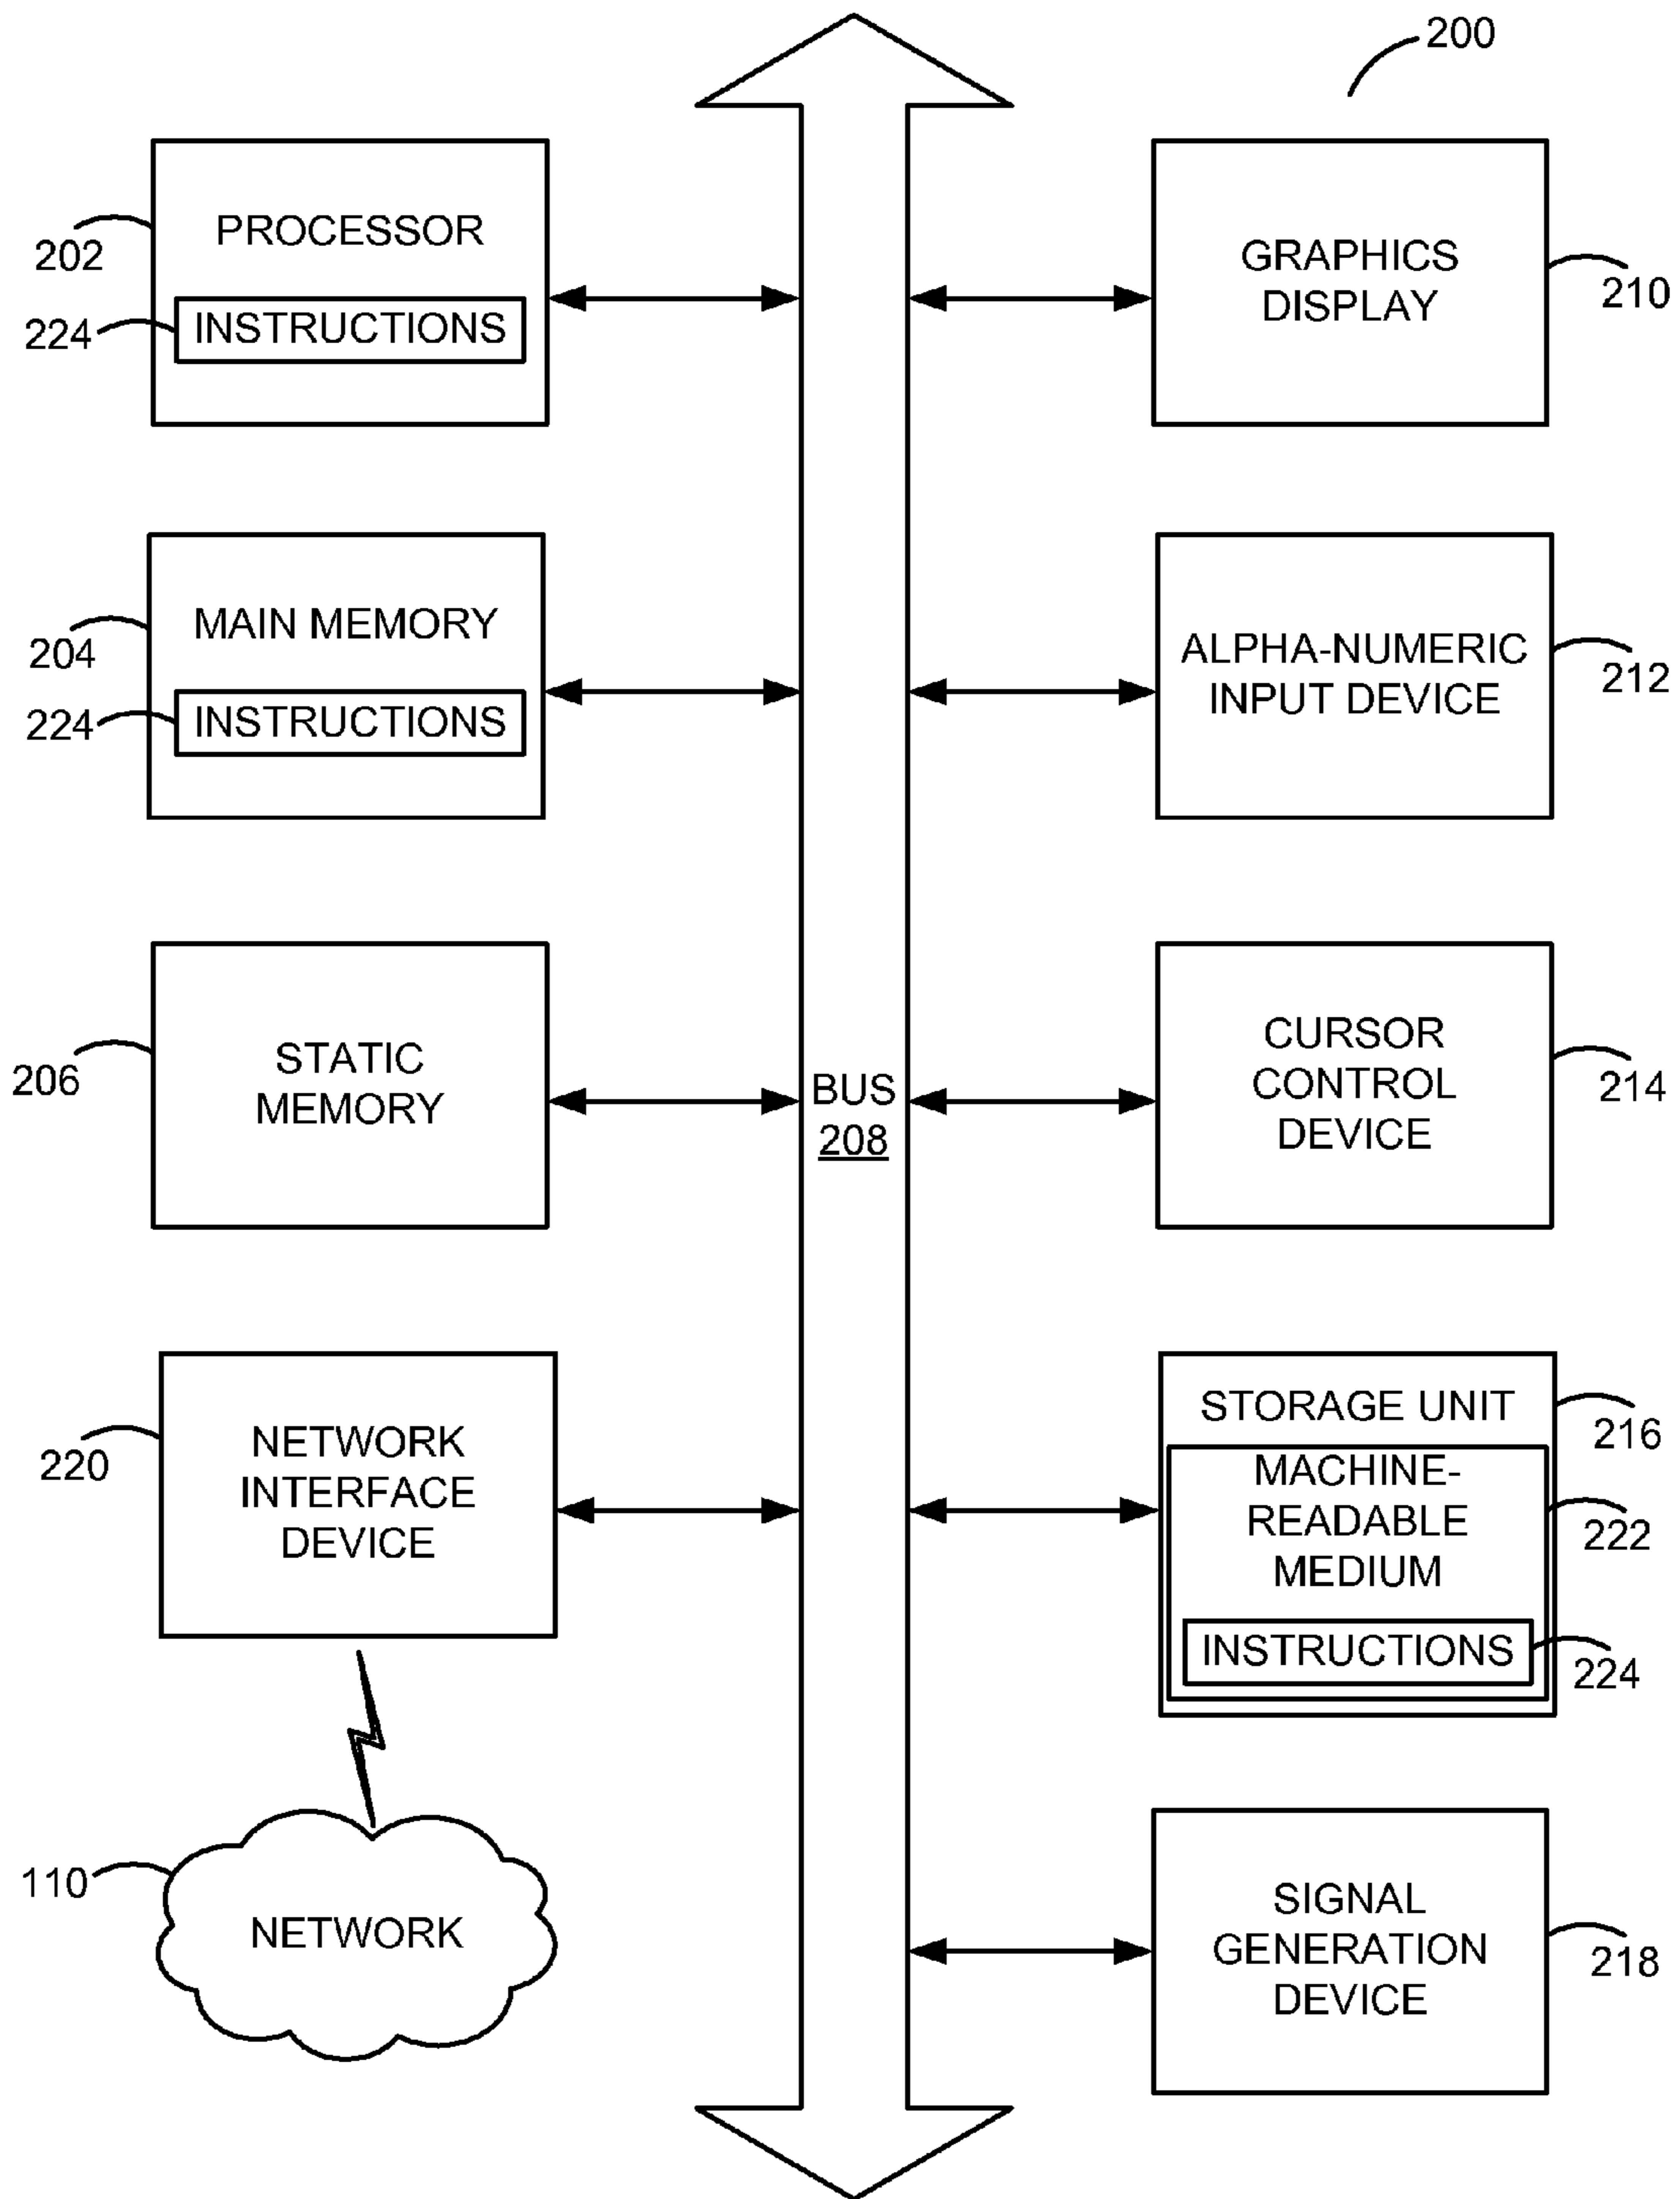 200
PROCESSOR
202
INSTRUCTIONS
224
GRAPHICS
DISPLAY
210
MAIN MEMORY
204
INSTRUCTIONS
224
ALPHA-NUMERIC
INPUT DEVICE
212
STATIC
MEMORY
206
BUS
208
CURSOR
CONTROL
DEVICE
214
NETWORK
INTERFACE
DEVICE
220
STORAGE UNIT
216
MACHINE-
READABLE
MEDIUM
222
INSTRUCTIONS
224
110
NETWORK
SIGNAL
GENERATION
DEVICE
218